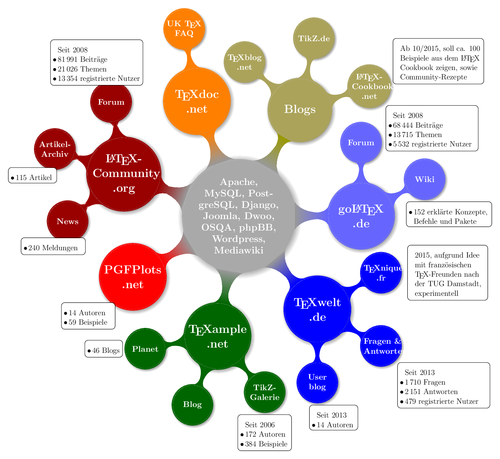 UK TEX
FAQ
TEXdoc
.net
TikZ.de
TEXblog
.net
LATEX-
Cookbook
.net
Blogs
Ab 10/2015, soll ca. 100
Beispiele aus dem LATEX
Cookbook zeigen, sowie
Community-Rezepte
Seit 2008
•81 991 Beiträge
•21 026 Themen
•13 354 registrierte Nutzer
Forum
Artikel-
Archiv
•115 Artikel
LATEX-
Community
.org
News
•240 Meldungen
Seit 2008
•68 444 Beiträge
•13 715 Themen
•5 532 registrierte Nutzer
Forum
Wiki
goLATEX
.de
•152 erklärte Konzepte,
Befehle und Pakete
Apache,
MySQL, Post-
greSQL, Django,
Joomla, Dwoo,
OSQA, phpBB,
Wordpress,
Mediawiki
PGFPlots
.net
•14 Autoren
•59 Beispiele
2015, aufgrund Idee
mit französischen
TEX-Freunden nach
der TUG Damstadt,
experimentell
TEXnique
.fr
TEXwelt
.de
Fragen &
Antworten
Seit 2013
•1 710 Fragen
•2 151 Antworten
•479 registrierte Nutzer
User
blog
Seit 2013
•14 Autoren
TEXample
.net
Planet
•46 Blogs
Blog
TikZ-
Galerie
Seit 2006
•172 Autoren
•384 Beispiele